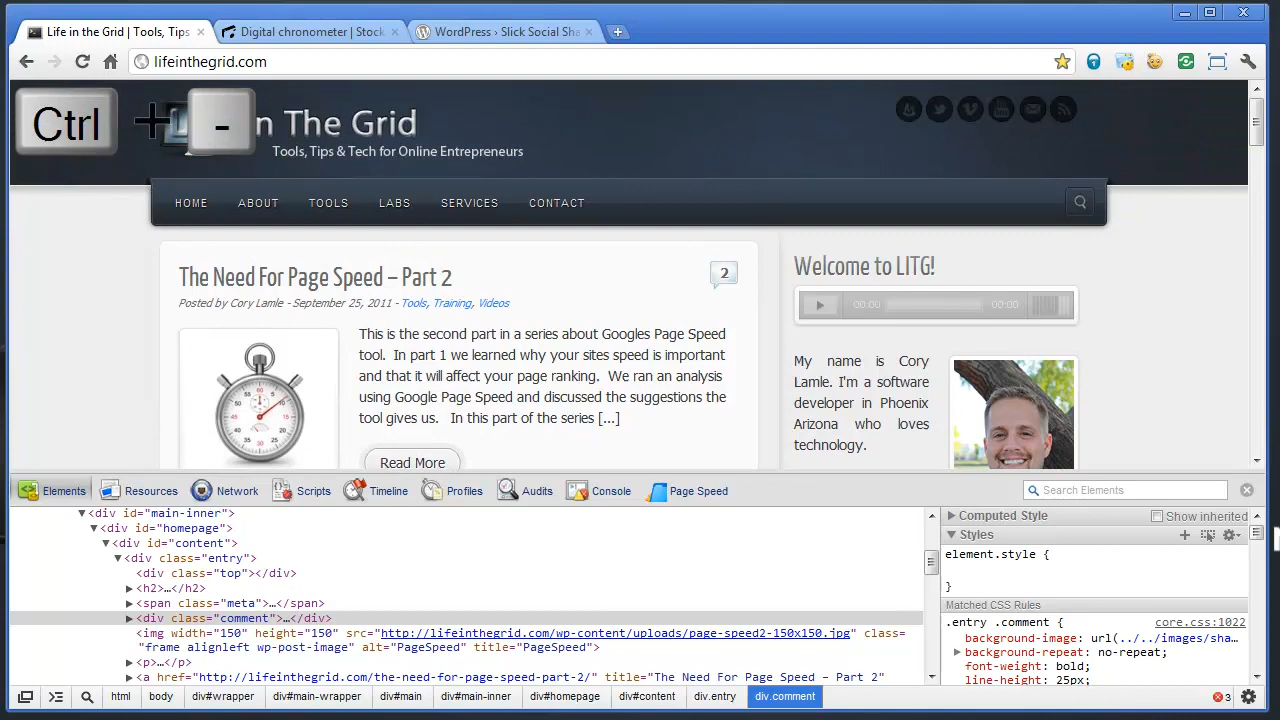 Life in the Grid | Tools, Tips
Digital chronometer | Stock
WordPress › Slick Social Sha
lifeinthegrid.com
Ctrl + -
n The Grid
Tools, Tips & Tech for Online Entrepreneurs
HOME ABOUT TOOLS LABS SERVICES CONTACT
The Need For Page Speed – Part 2
2
Posted by Cory Lamle - September 25, 2011 - Tools, Training, Videos
This is the second part in a series about Googles Page Speed
tool. In part 1 we learned why your sites speed is important
and that it will affect your page ranking. We ran an analysis
using Google Page Speed and discussed the suggestions the
tool gives us. In this part of the series [...]
Read More
Welcome to LITG!
00:00 00:00
My name is Cory
Lamle. I'm a software
developer in Phoenix
Arizona who loves
technology.
Elements Resources Network Scripts Timeline Profiles Audits Console Page Speed Search Elements
▼<div id="main-inner">
▼<div id="homepage">
▼<div id="content">
▼<div class="entry">
<div class="top"></div>
▶<h2>…</h2>
▶<span class="meta">…</span>
▶<div class="comment">…</div>
<img width="150" height="150" src="http://lifeinthegrid.com/wp-content/uploads/page-speed2-150x150.jpg" class=
"frame alignleft wp-post-image" alt="PageSpeed" title="PageSpeed">
▶<p>…</p>
▶<a href="http://lifeinthegrid.com/the-need-for-page-speed-part-2/" title="The Need For Page Speed – Part 2"
▶ Computed Style Show inherited
▼ Styles
element.style {
}
Matched CSS Rules
.entry .comment { core.css:1022
background-image: url(../../images/sha…
▶ background-repeat: no-repeat;
font-weight: bold;
line-height: 25px;
html body div#wrapper div#main-wrapper div#main div#main-inner div#homepage div#content div.entry div.comment
3